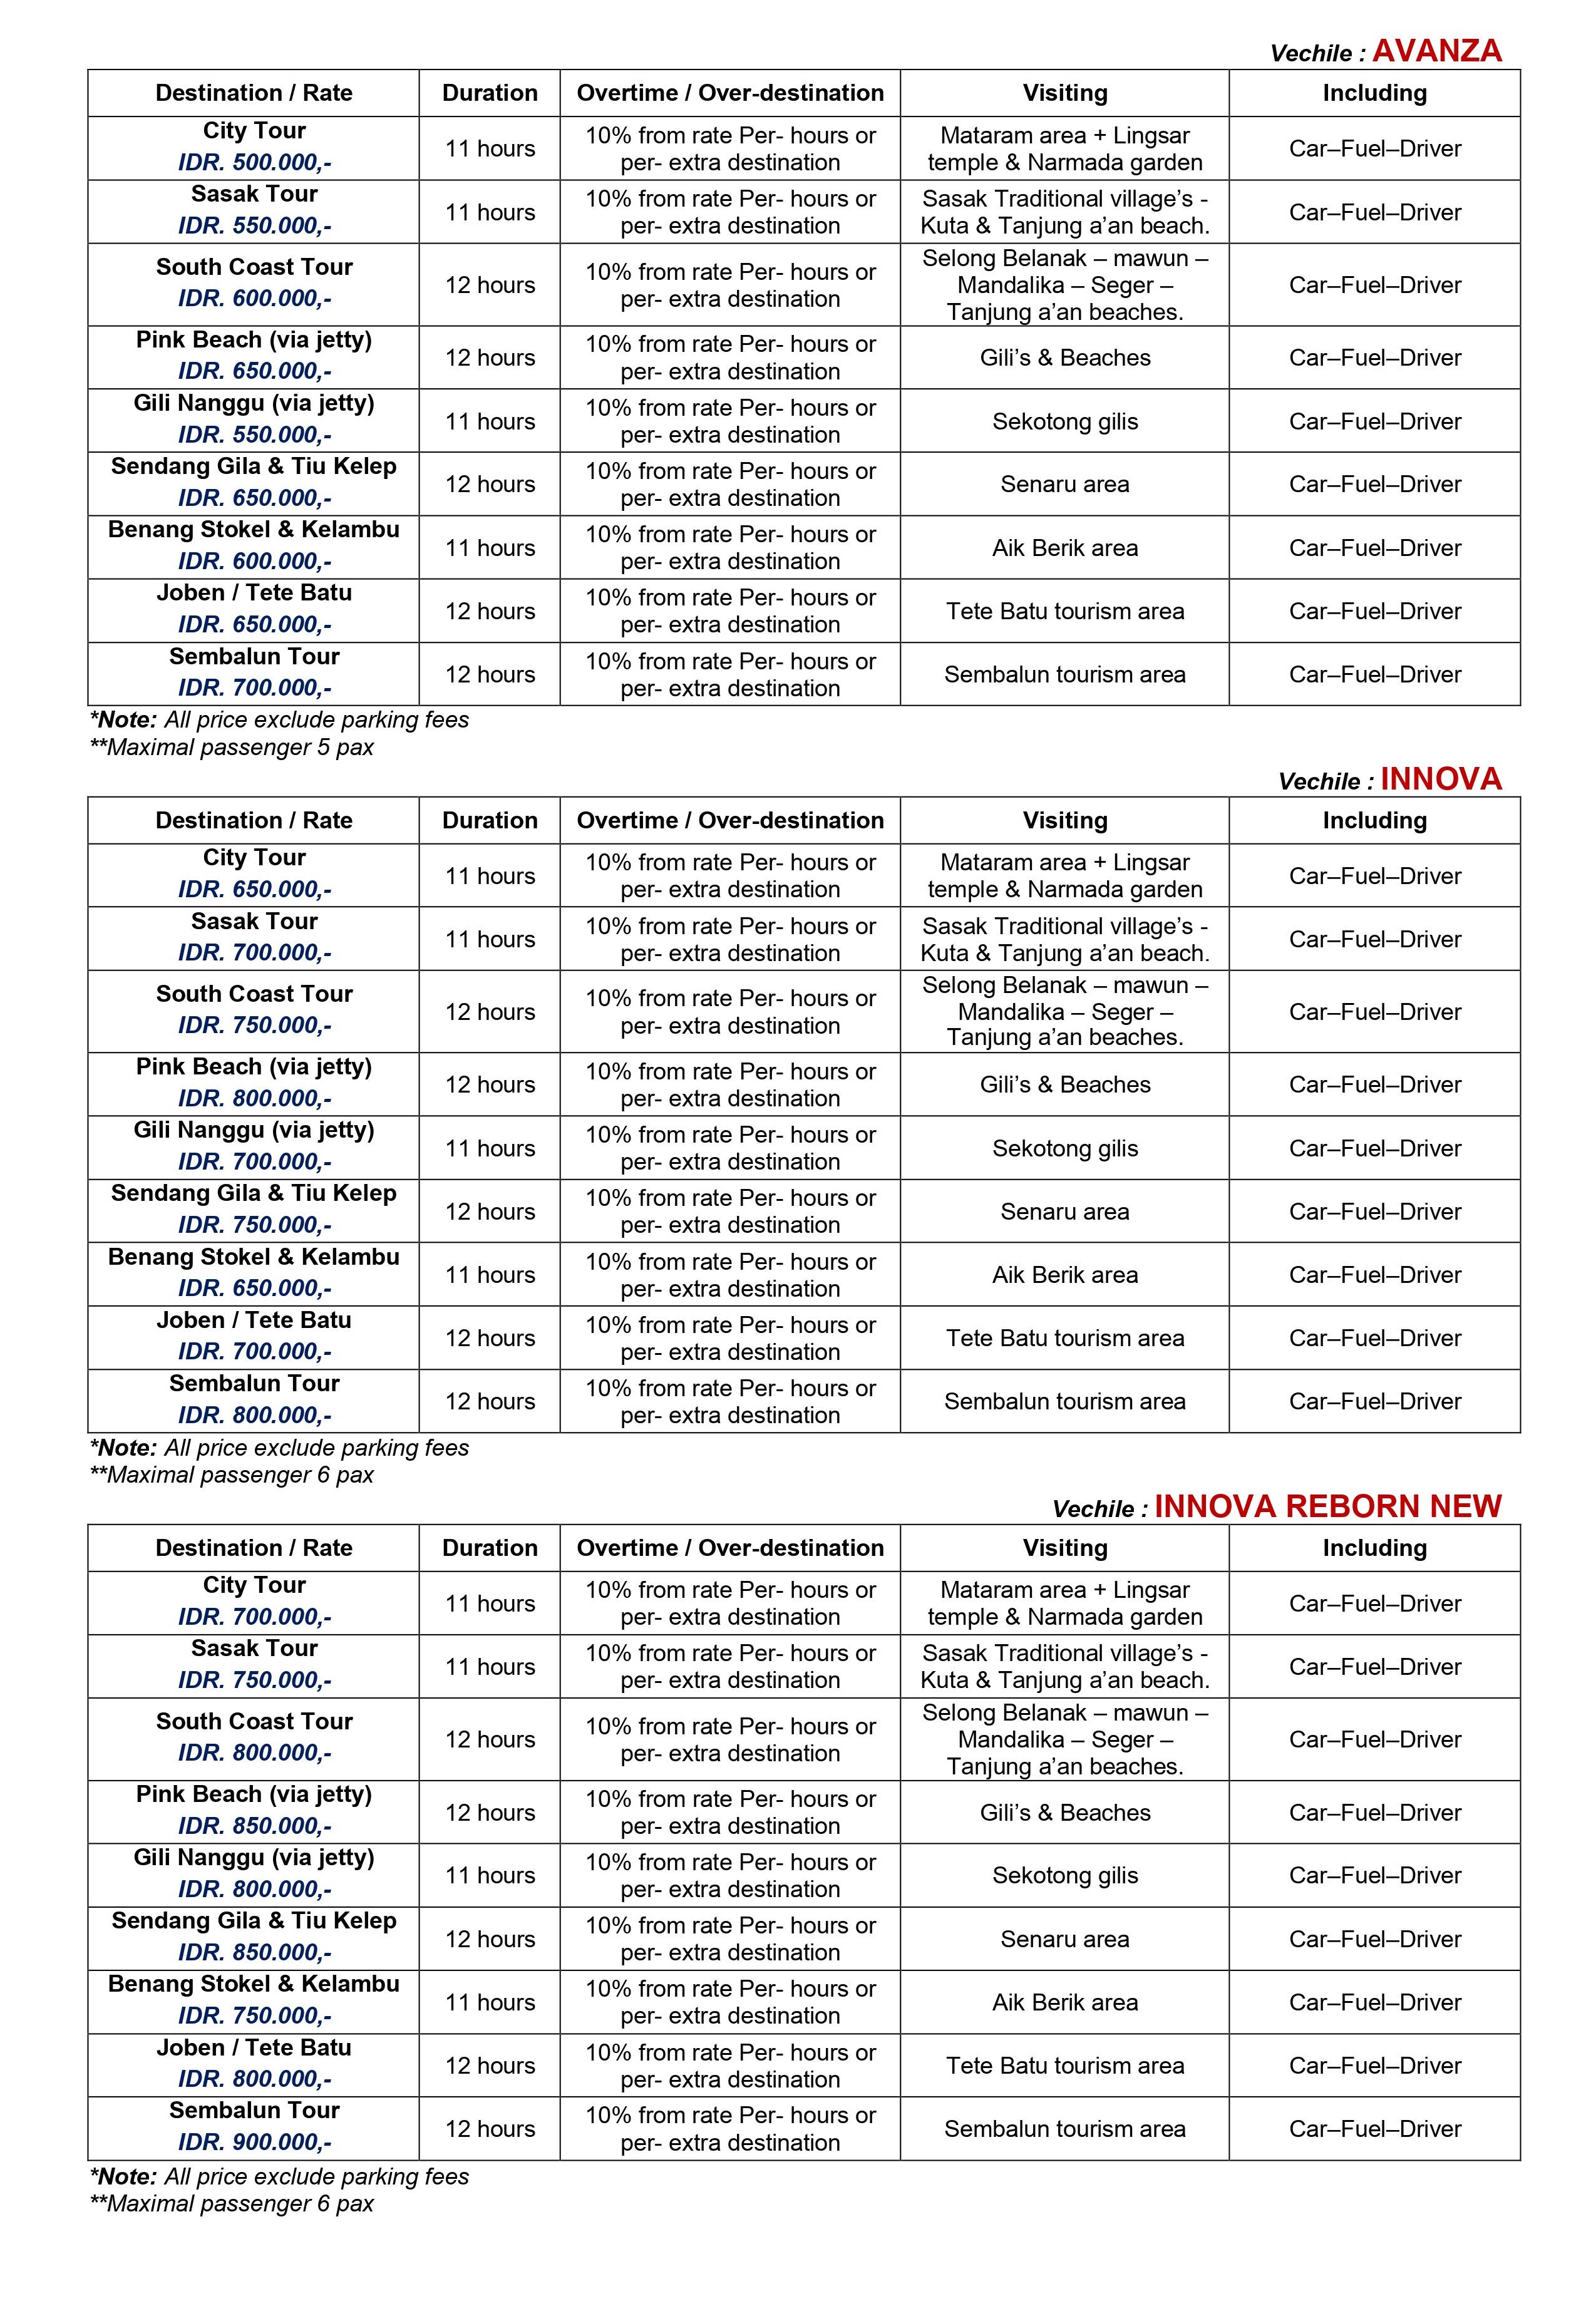 Vechile : AVANZA
Destination / Rate Duration Overtime / Over-destination Visiting Including
City Tour
IDR. 500.000,-
11 hours
10% from rate Per- hours or
per- extra destination
Mataram area + Lingsar
temple & Narmada garden
Car–Fuel–Driver
Sasak Tour
IDR. 550.000,-
11 hours
10% from rate Per- hours or
per- extra destination
Sasak Traditional village’s -
Kuta & Tanjung a’an beach.
Car–Fuel–Driver
South Coast Tour
IDR. 600.000,-
12 hours
10% from rate Per- hours or
per- extra destination
Selong Belanak – mawun –
Mandalika – Seger –
Tanjung a’an beaches.
Car–Fuel–Driver
Pink Beach (via jetty)
IDR. 650.000,-
12 hours
10% from rate Per- hours or
per- extra destination
Gili’s & Beaches
Car–Fuel–Driver
Gili Nanggu (via jetty)
IDR. 550.000,-
11 hours
10% from rate Per- hours or
per- extra destination
Sekotong gilis
Car–Fuel–Driver
Sendang Gila & Tiu Kelep
IDR. 650.000,-
12 hours
10% from rate Per- hours or
per- extra destination
Senaru area
Car–Fuel–Driver
Benang Stokel & Kelambu
IDR. 600.000,-
11 hours
10% from rate Per- hours or
per- extra destination
Aik Berik area
Car–Fuel–Driver
Joben / Tete Batu
IDR. 650.000,-
12 hours
10% from rate Per- hours or
per- extra destination
Tete Batu tourism area
Car–Fuel–Driver
Sembalun Tour
IDR. 700.000,-
12 hours
10% from rate Per- hours or
per- extra destination
Sembalun tourism area
Car–Fuel–Driver
*Note: All price exclude parking fees
**Maximal passenger 5 pax
Vechile : INNOVA
Destination / Rate Duration Overtime / Over-destination Visiting Including
City Tour
IDR. 650.000,-
11 hours
10% from rate Per- hours or
per- extra destination
Mataram area + Lingsar
temple & Narmada garden
Car–Fuel–Driver
Sasak Tour
IDR. 700.000,-
11 hours
10% from rate Per- hours or
per- extra destination
Sasak Traditional village’s -
Kuta & Tanjung a’an beach.
Car–Fuel–Driver
South Coast Tour
IDR. 750.000,-
12 hours
10% from rate Per- hours or
per- extra destination
Selong Belanak – mawun –
Mandalika – Seger –
Tanjung a’an beaches.
Car–Fuel–Driver
Pink Beach (via jetty)
IDR. 800.000,-
12 hours
10% from rate Per- hours or
per- extra destination
Gili’s & Beaches
Car–Fuel–Driver
Gili Nanggu (via jetty)
IDR. 700.000,-
11 hours
10% from rate Per- hours or
per- extra destination
Sekotong gilis
Car–Fuel–Driver
Sendang Gila & Tiu Kelep
IDR. 750.000,-
12 hours
10% from rate Per- hours or
per- extra destination
Senaru area
Car–Fuel–Driver
Benang Stokel & Kelambu
IDR. 650.000,-
11 hours
10% from rate Per- hours or
per- extra destination
Aik Berik area
Car–Fuel–Driver
Joben / Tete Batu
IDR. 700.000,-
12 hours
10% from rate Per- hours or
per- extra destination
Tete Batu tourism area
Car–Fuel–Driver
Sembalun Tour
IDR. 800.000,-
12 hours
10% from rate Per- hours or
per- extra destination
Sembalun tourism area
Car–Fuel–Driver
*Note: All price exclude parking fees
**Maximal passenger 6 pax
Vechile : INNOVA REBORN NEW
Destination / Rate Duration Overtime / Over-destination Visiting Including
City Tour
IDR. 700.000,-
11 hours
10% from rate Per- hours or
per- extra destination
Mataram area + Lingsar
temple & Narmada garden
Car–Fuel–Driver
Sasak Tour
IDR. 750.000,-
11 hours
10% from rate Per- hours or
per- extra destination
Sasak Traditional village’s -
Kuta & Tanjung a’an beach.
Car–Fuel–Driver
South Coast Tour
IDR. 800.000,-
12 hours
10% from rate Per- hours or
per- extra destination
Selong Belanak – mawun –
Mandalika – Seger –
Tanjung a’an beaches.
Car–Fuel–Driver
Pink Beach (via jetty)
IDR. 850.000,-
12 hours
10% from rate Per- hours or
per- extra destination
Gili’s & Beaches
Car–Fuel–Driver
Gili Nanggu (via jetty)
IDR. 800.000,-
11 hours
10% from rate Per- hours or
per- extra destination
Sekotong gilis
Car–Fuel–Driver
Sendang Gila & Tiu Kelep
IDR. 850.000,-
12 hours
10% from rate Per- hours or
per- extra destination
Senaru area
Car–Fuel–Driver
Benang Stokel & Kelambu
IDR. 750.000,-
11 hours
10% from rate Per- hours or
per- extra destination
Aik Berik area
Car–Fuel–Driver
Joben / Tete Batu
IDR. 800.000,-
12 hours
10% from rate Per- hours or
per- extra destination
Tete Batu tourism area
Car–Fuel–Driver
Sembalun Tour
IDR. 900.000,-
12 hours
10% from rate Per- hours or
per- extra destination
Sembalun tourism area
Car–Fuel–Driver
*Note: All price exclude parking fees
**Maximal passenger 6 pax